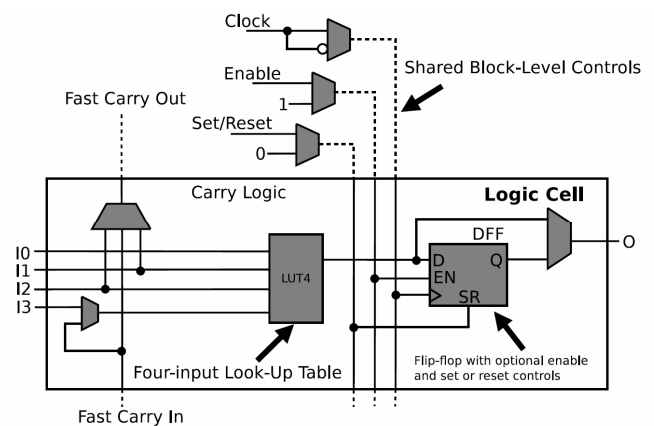 Clock
Shared Block-Level Controls
Enable
Fast Carry Out
1
Set/Reset
0
Carry Logic
Logic Cell
DFF
I0
I1
I2
I3
LUT4
D
Q
EN
SR
O
Four-input Look-Up Table
Flip-flop with optional enable
and set or reset controls
Fast Carry In